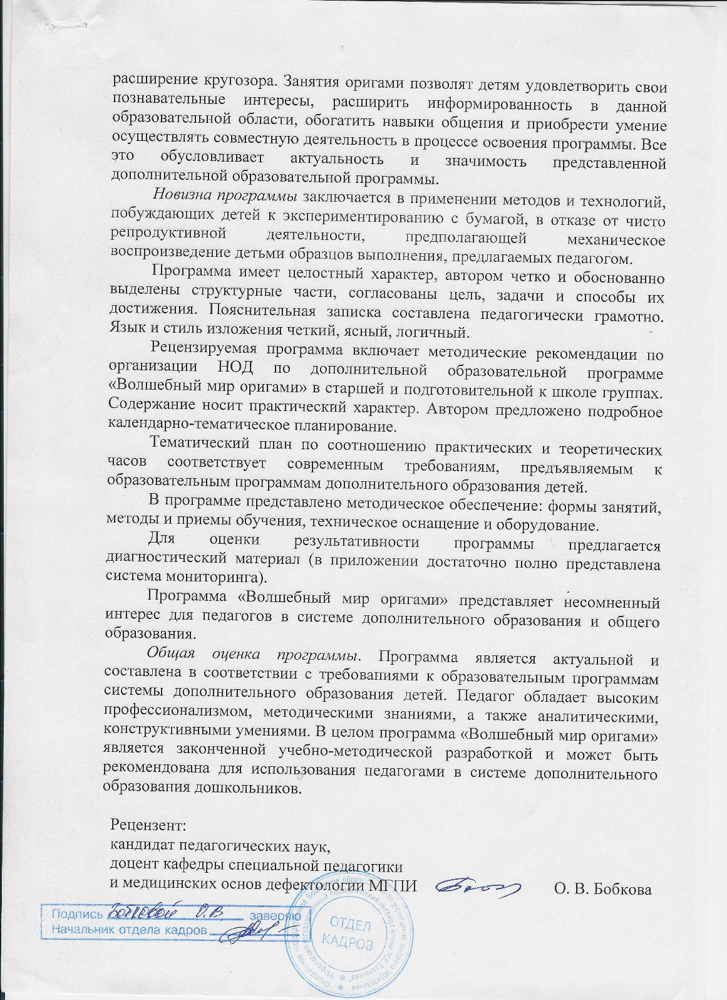 расширение кругозора. Занятия оригами позволят детям удовлетворить свои
познавательные интересы, расширить информированность в данной
образовательной области, обогатить навыки общения и приобрести умение
осуществлять совместную деятельность в процессе освоения программы. Все
это обусловливает актуальность и значимость представленной
дополнительной образовательной программы.
Новизна программы заключается в применении методов и технологий,
побуждающих детей к экспериментированию с бумагой, в отказе от чисто
репродуктивной деятельности, предполагающей механическое
воспроизведение детьми образцов выполнения, предлагаемых педагогом.
Программа имеет целостный характер, автором четко и обоснованно
выделены структурные части, согласованы цель, задачи и способы их
достижения. Пояснительная записка составлена педагогически грамотно.
Язык и стиль изложения четкий, ясный, логичный.
Рецензируемая программа включает методические рекомендации по
организации НОД по дополнительной образовательной программе
«Волшебный мир оригами» в старшей и подготовительной к школе группах.
Содержание носит практический характер. Автором предложено подробное
календарно-тематическое планирование.
Тематический план по соотношению практических и теоретических
часов соответствует современным требованиям, предъявляемым к
образовательным программам дополнительного образования детей.
В программе представлено методическое обеспечение: формы занятий,
методы и приемы обучения, техническое оснащение и оборудование.
Для оценки результативности программы предлагается
диагностический материал (в приложении достаточно полно представлена
система мониторинга).
Программа «Волшебный мир оригами» представляет несомненный
интерес для педагогов в системе дополнительного образования и общего
образования.
Общая оценка программы. Программа является актуальной и
составлена в соответствии с требованиями к образовательным программам
системы дополнительного образования детей. Педагог обладает высоким
профессионализмом, методическими знаниями, а также аналитическими,
конструктивными умениями. В целом программа «Волшебный мир оригами»
является законченной учебно-методической разработкой и может быть
рекомендована для использования педагогами в системе дополнительного
образования дошкольников.
Рецензент:
кандидат педагогических наук,
доцент кафедры специальной педагогики
и медицинских основ дефектологии МГПИ
О. В. Бобкова
Подпись Бобковой О.В заверяю
Начальник отдела кадров
ОТДЕЛ
КАДРОВ